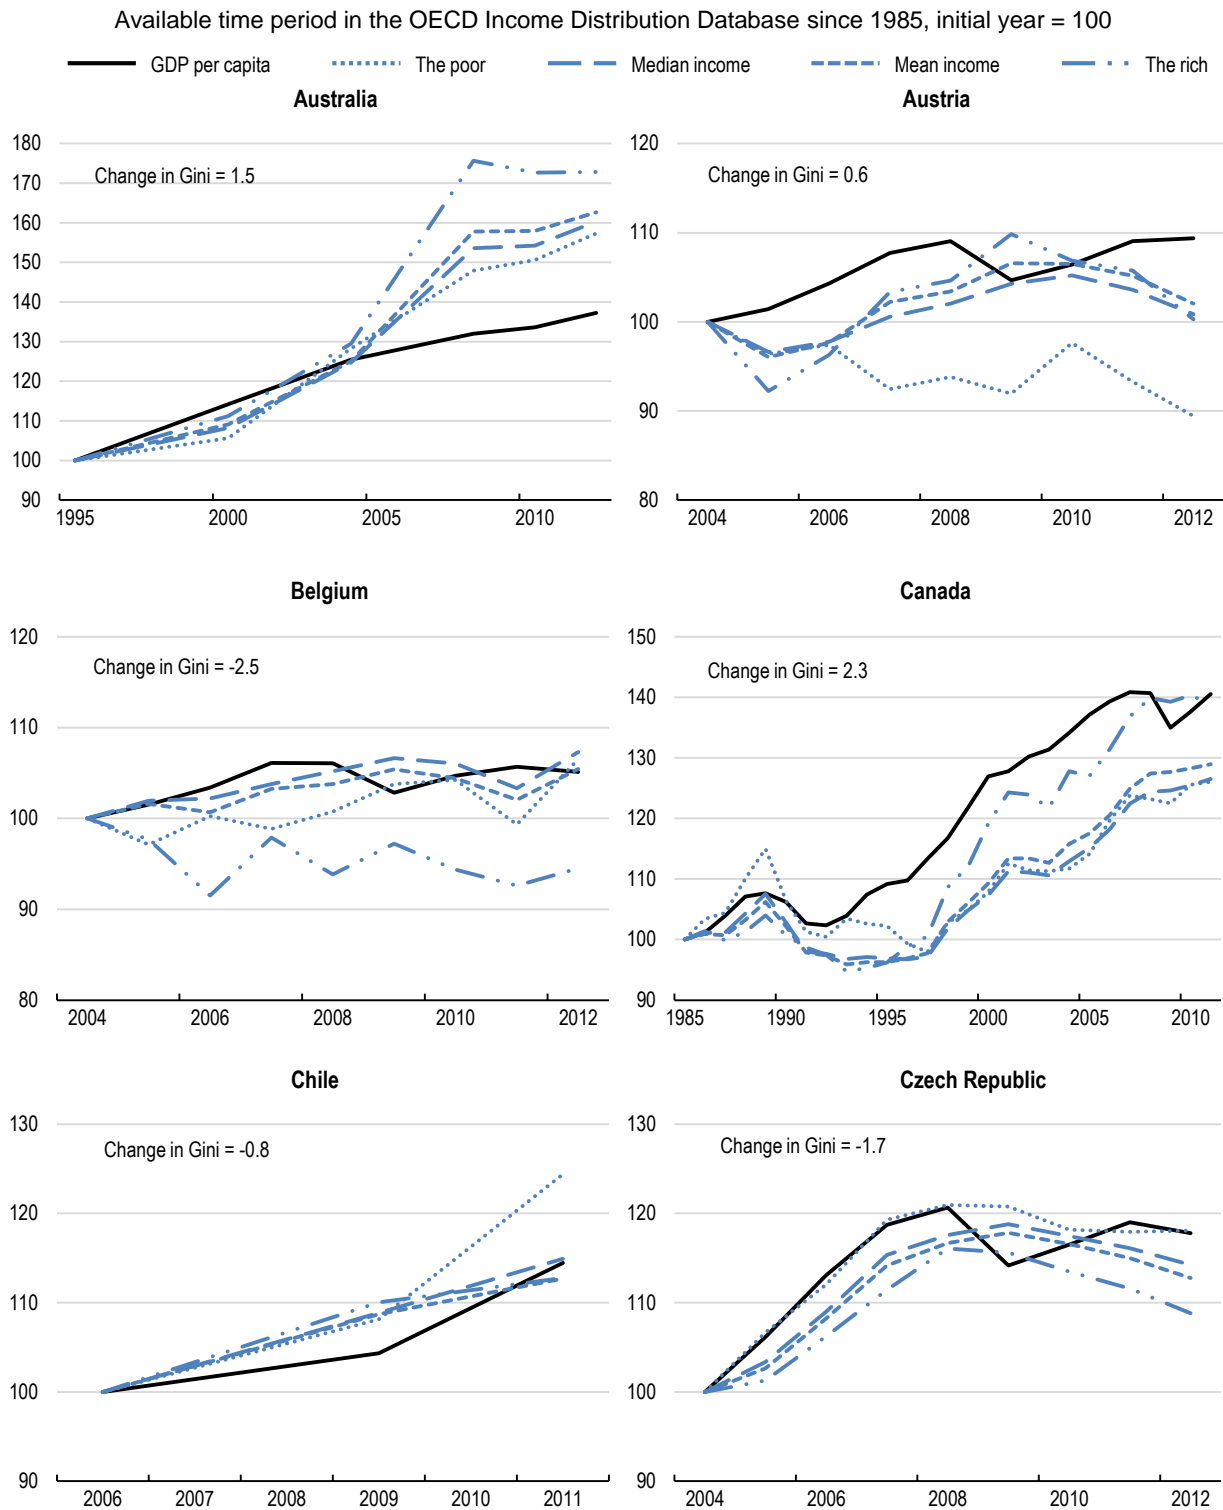 Available time period in the OECD Income Distribution Database since 1985, initial year = 100
GDP per capita The poor Median income Mean income The rich
Australia
180
170
160
150
140
130
120
110
100
90
Change in Gini = 1.5
1995 2000 2005 2010
Austria
120
110
100
90
80
Change in Gini = 0.6
2004 2006 2008 2010 2012
Belgium
120
110
100
90
80
Change in Gini = -2.5
2004 2006 2008 2010 2012
Canada
150
140
130
120
110
100
90
Change in Gini = 2.3
1985 1990 1995 2000 2005 2010
Chile
130
120
110
100
90
Change in Gini = -0.8
2006 2007 2008 2009 2010 2011
Czech Republic
130
120
110
100
90
Change in Gini = -1.7
2004 2006 2008 2010 2012